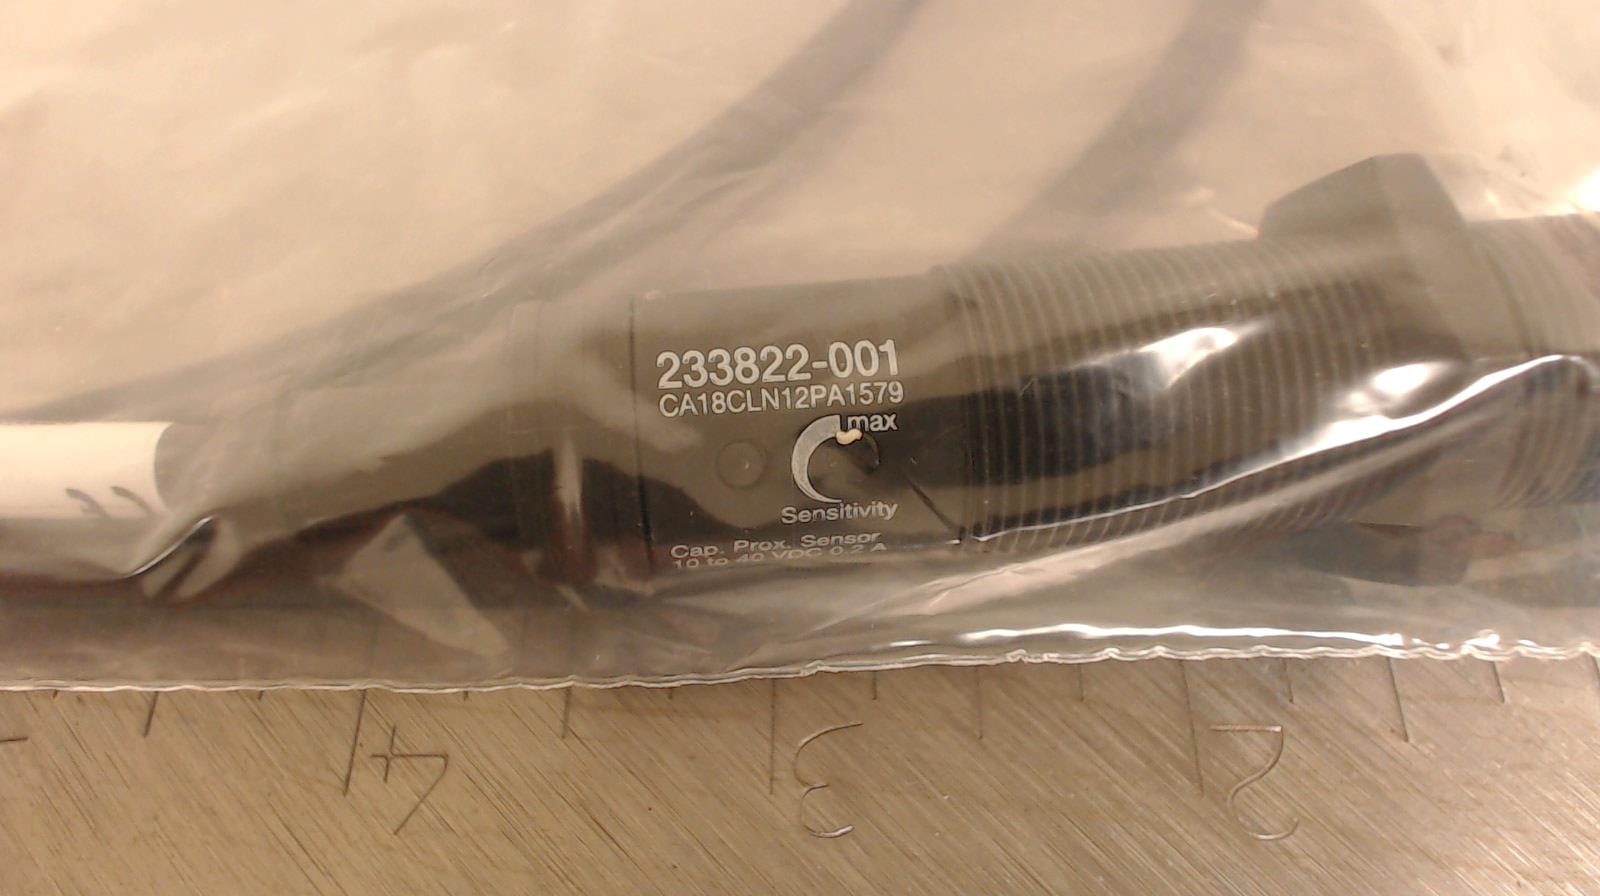 233822-001
CA18CLN12PA1579
max
Sensitivity
Cap. Prox. Sensor
10 to 40 VDC 0.2 A
4
3
2